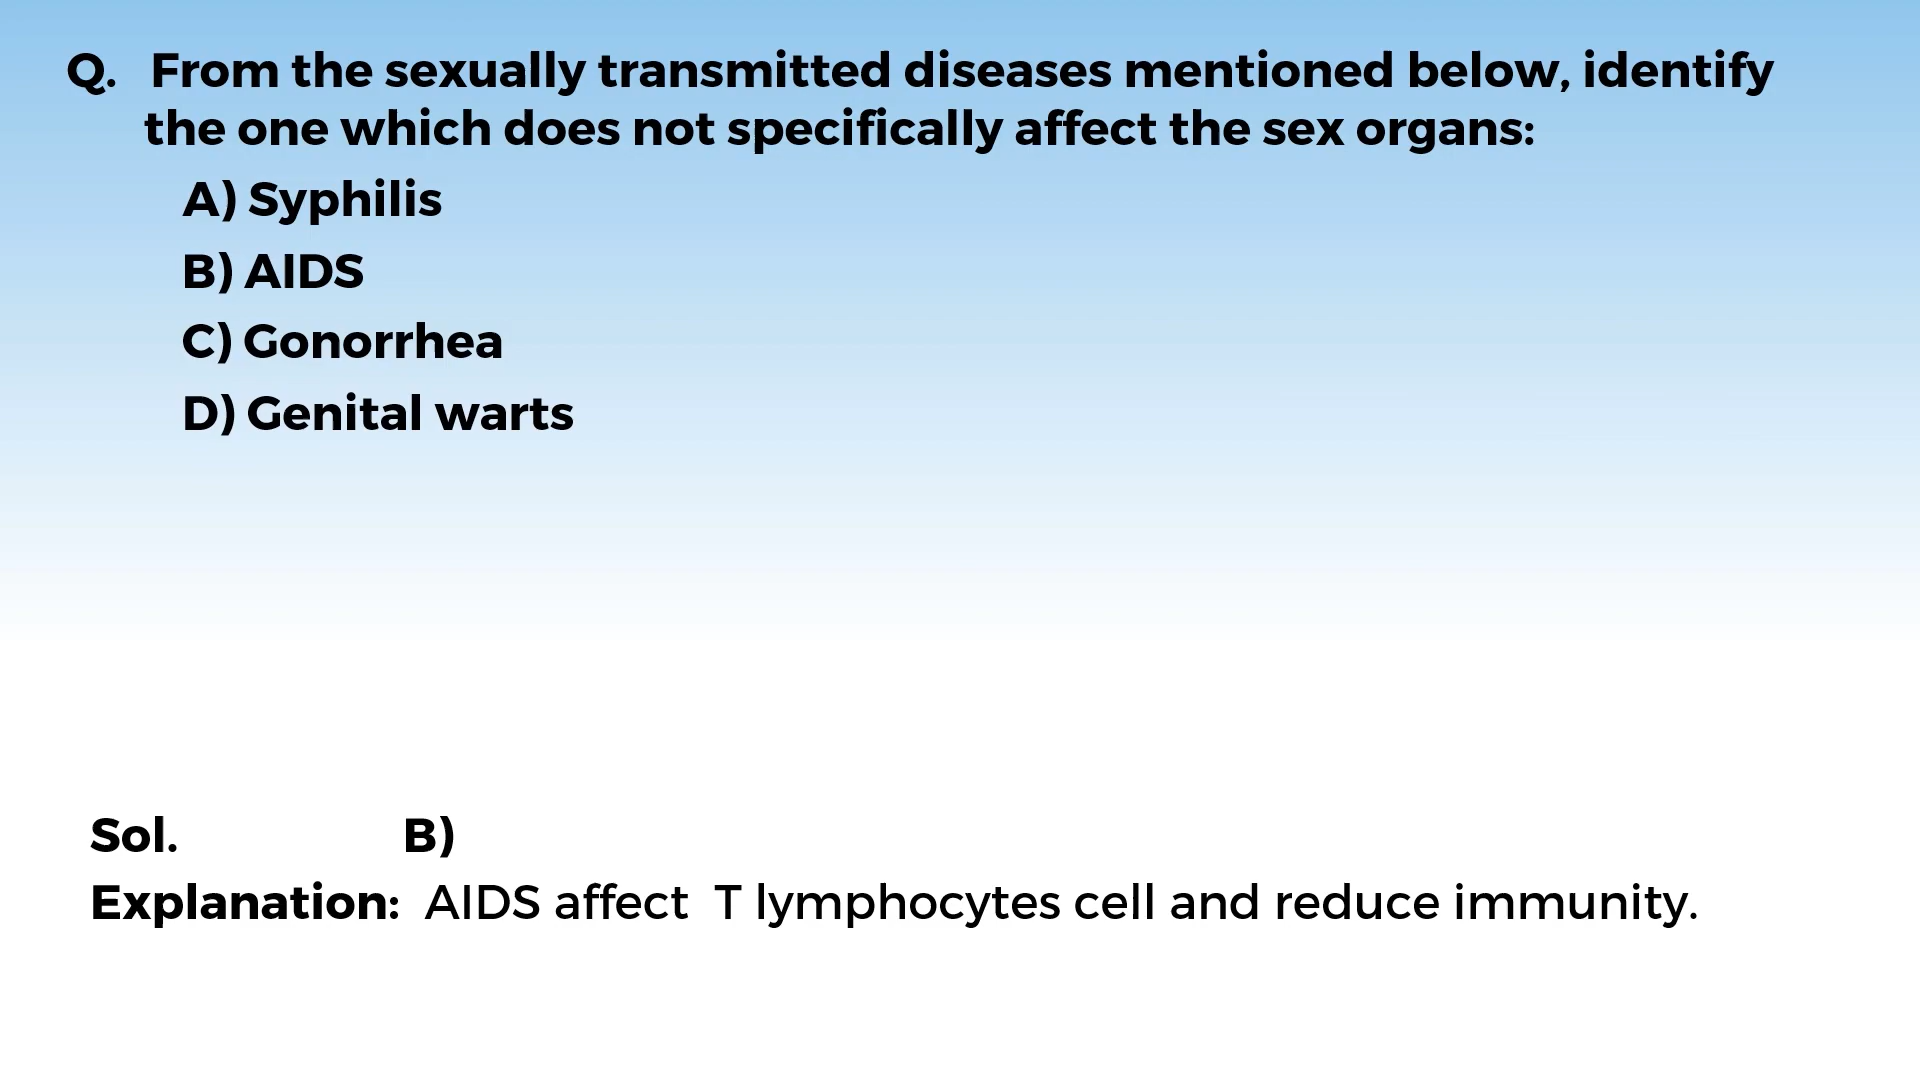 Q. From the sexually transmitted diseases mentioned below, identify
the one which does not specifically affect the sex organs:
A) Syphilis
B) AIDS
C) Gonorrhea
D) Genital warts
Sol. B)
Explanation: AIDS affect T lymphocytes cell and reduce immunity.